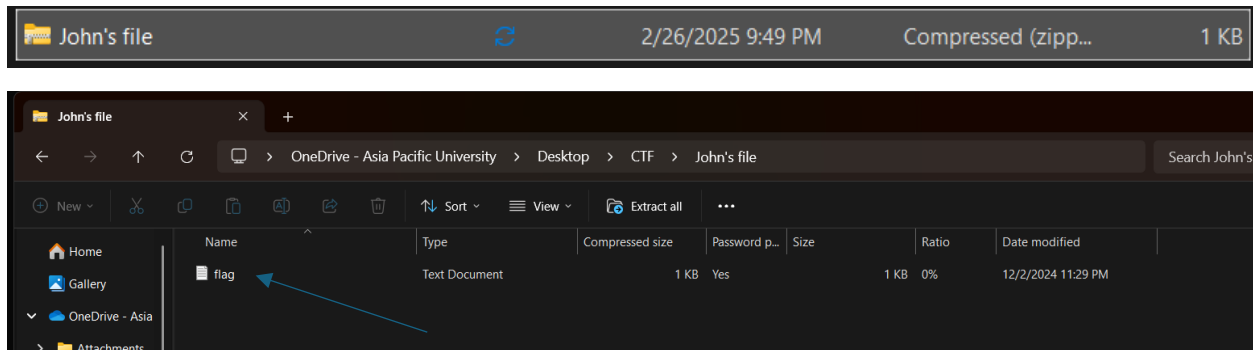 John's file 2/26/2025 9:49 PM Compressed (zipp... 1 KB
John's file
OneDrive - Asia Pacific University > Desktop > CTF > John's file Search John's
New Sort View Extract all ...
Name Type Compressed size Password p... Size Ratio Date modified
Home
flag Text Document 1 KB Yes 1 KB 0% 12/2/2024 11:29 PM
Gallery
OneDrive - Asia
Attachments